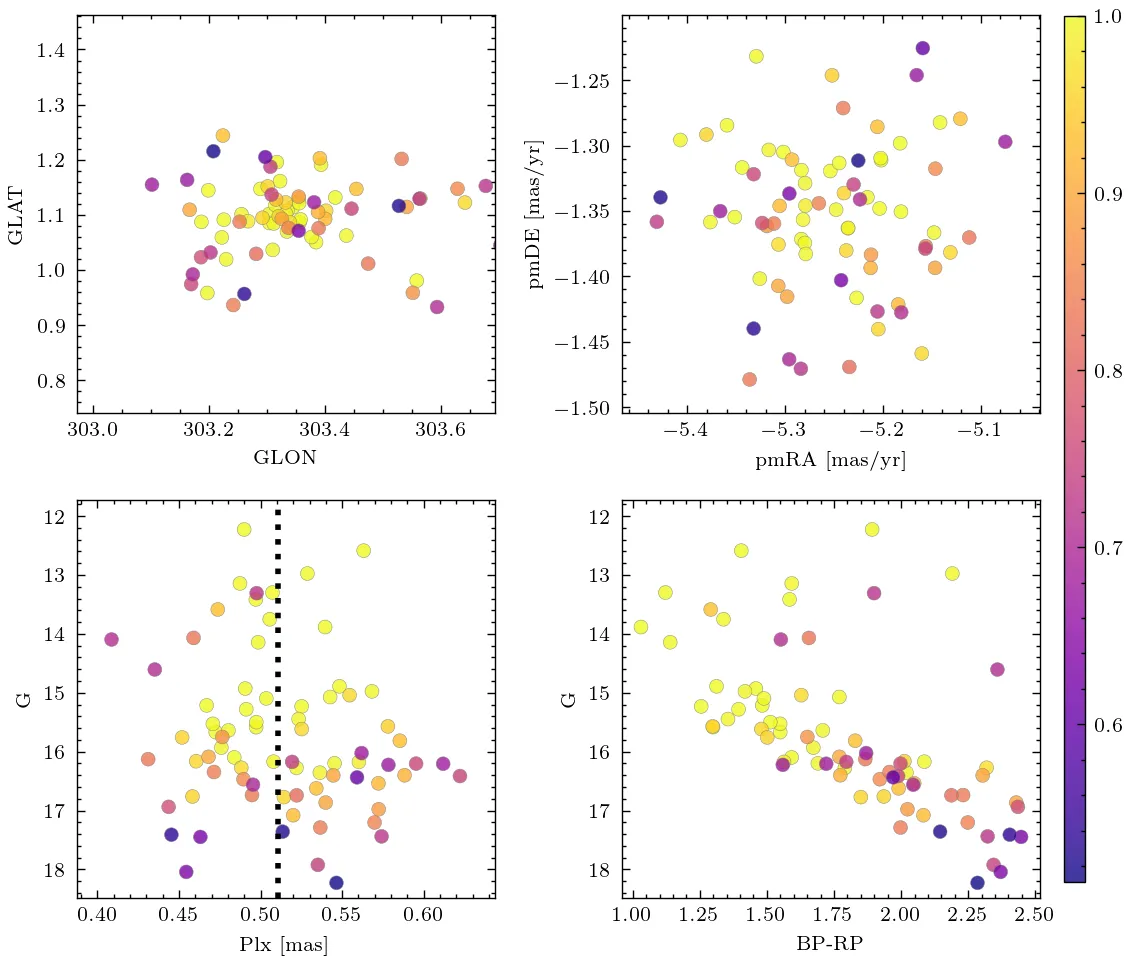 1.4
1.3
1.2
1.1
1.0
0.9
0.8
GLAT
303.0 303.2 303.4 303.6
GLON
−1.25
−1.30
−1.35
−1.40
−1.45
−1.50
pmDE [mas/yr]
−5.4 −5.3 −5.2 −5.1
pmRA [mas/yr]
1.0
0.9
0.8
0.7
0.6
12
13
14
15
16
17
18
G
0.40 0.45 0.50 0.55 0.60
Plx [mas]
12
13
14
15
16
17
18
G
1.00 1.25 1.50 1.75 2.00 2.25 2.50
BP-RP